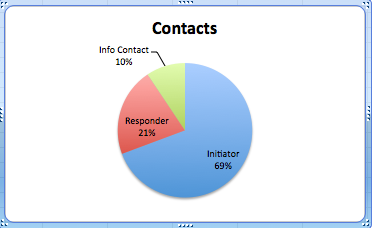 Contacts
Info Contact
10%
Responder
21%
Initiator
69%